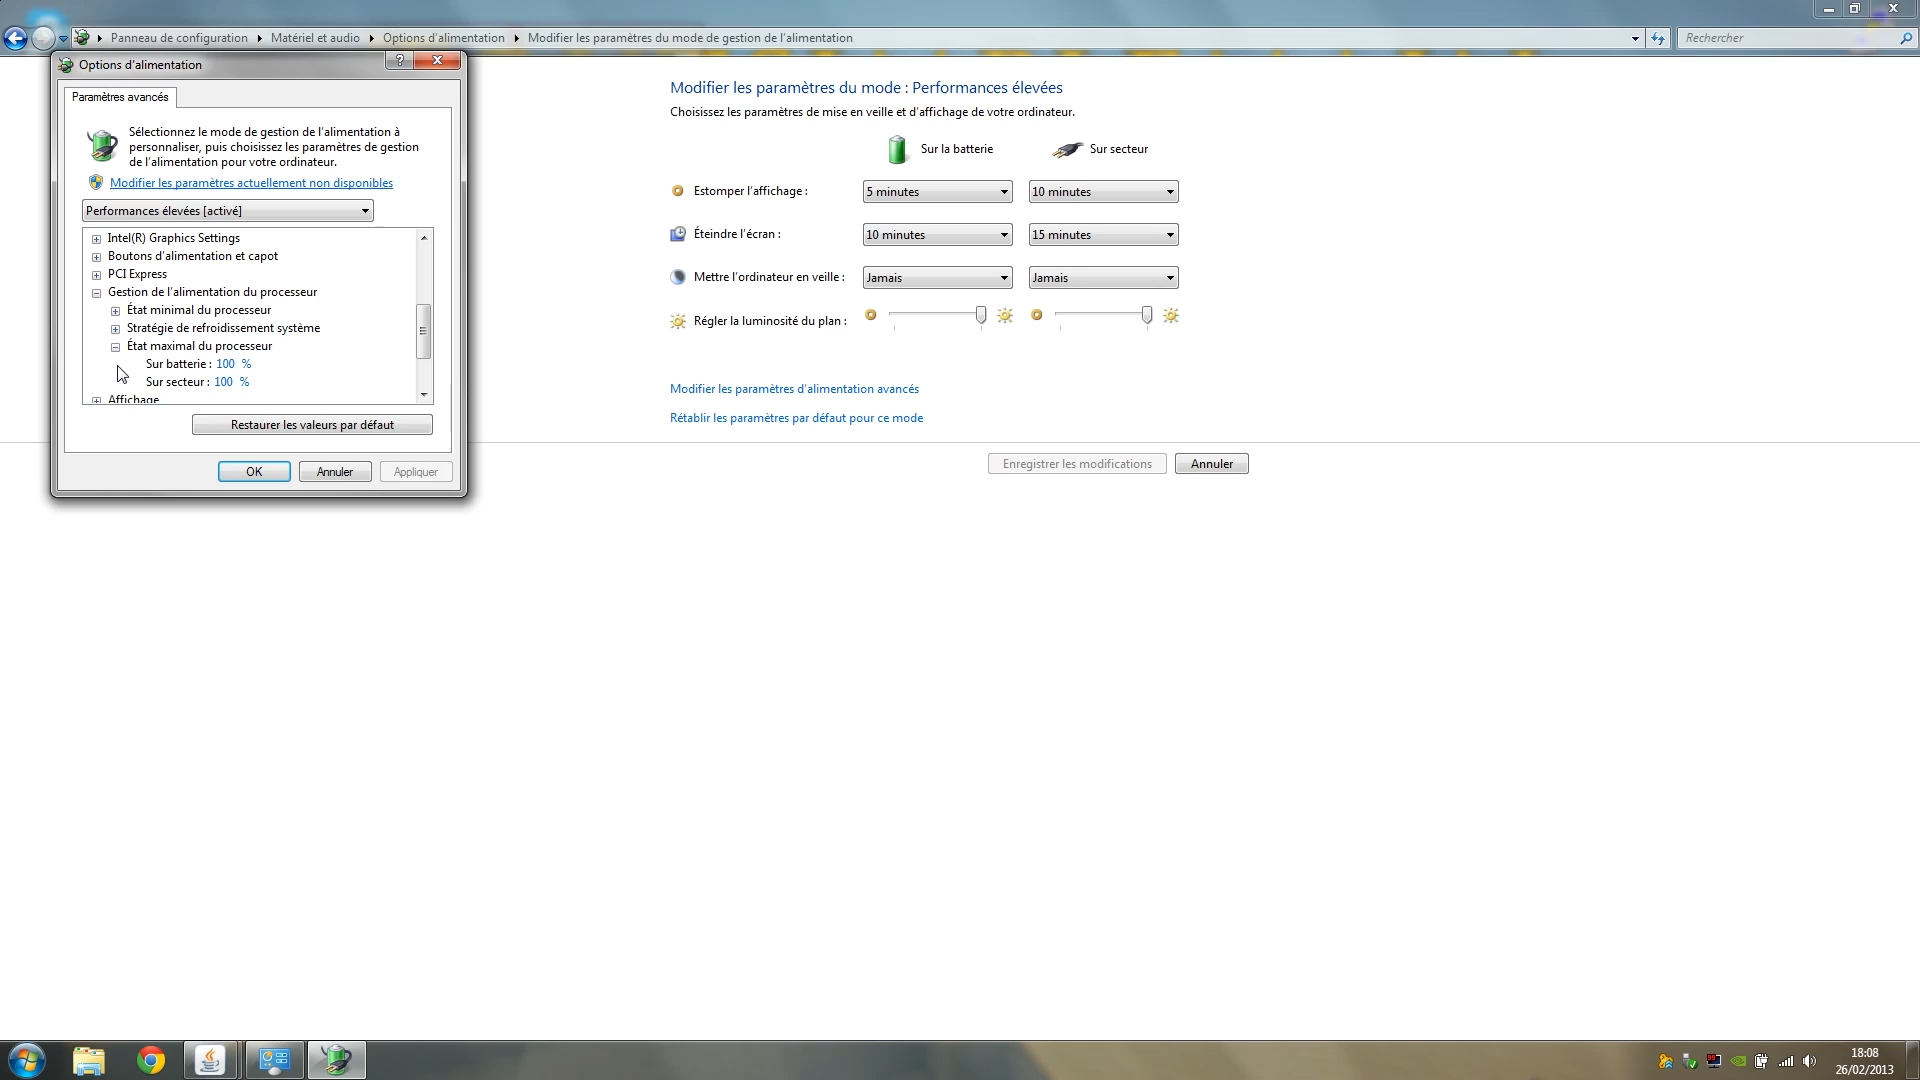 Panneau de configuration Matériel et audio Options d'alimentation Modifier les paramètres du mode de gestion de l'alimentation
Rechercher
Options d'alimentation
?
Paramètres avancés
Sélectionnez le mode de gestion de l'alimentation à
personnaliser, puis choisissez les paramètres de gestion
de l'alimentation pour votre ordinateur.
Modifier les paramètres actuellement non disponibles
Performances élevées [activé]
Intel(R) Graphics Settings
Boutons d'alimentation et capot
PCI Express
Gestion de l'alimentation du processeur
État minimal du processeur
Stratégie de refroidissement système
État maximal du processeur
Sur batterie : 100 %
Sur secteur : 100 %
Affichage
Restaurer les valeurs par défaut
OK
Annuler
Appliquer
Modifier les paramètres du mode : Performances élevées
Choisissez les paramètres de mise en veille et d'affichage de votre ordinateur.
Sur la batterie
Sur secteur
Estomper l'affichage :
5 minutes
10 minutes
Éteindre l'écran :
10 minutes
15 minutes
Mettre l'ordinateur en veille :
Jamais
Jamais
Régler la luminosité du plan :
Modifier les paramètres d'alimentation avancés
Rétablir les paramètres par défaut pour ce mode
Enregistrer les modifications
Annuler
18:08
26/02/2013